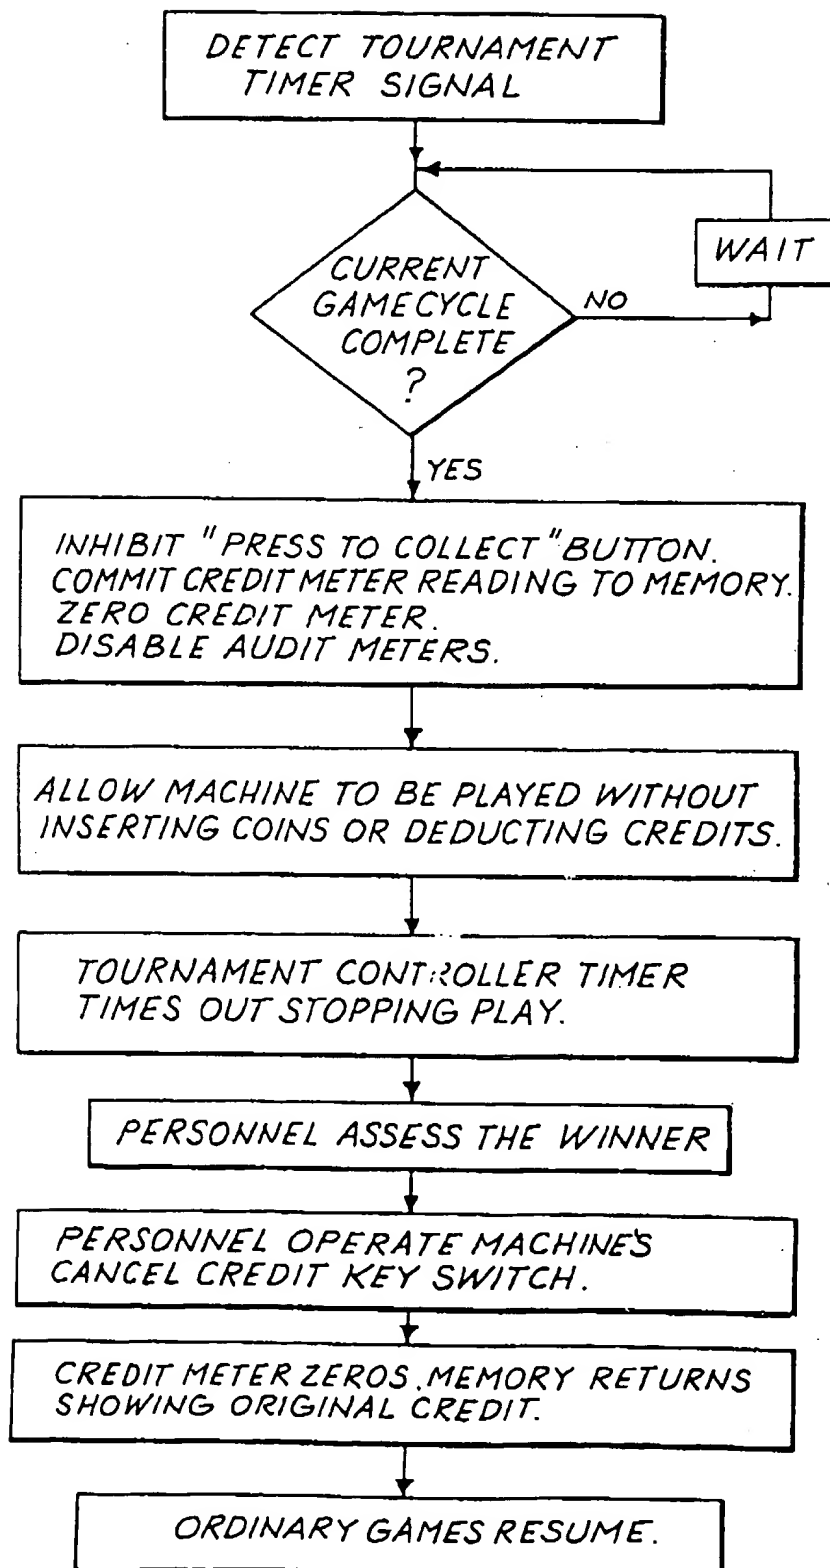 DETECT TOURNAMENT
TIMER SIGNAL
WAIT
CURRENT
GAME CYCLE
COMPLETE
?
NO
YES
INHIBIT "PRESS TO COLLECT" BUTTON.
COMMIT CREDIT METER READING TO MEMORY.
ZERO CREDIT METER.
DISABLE AUDIT METERS.
ALLOW MACHINE TO BE PLAYED WITHOUT
INSERTING COINS OR DEDUCTING CREDITS.
TOURNAMENT CONTROLLER TIMER
TIMES OUT STOPPING PLAY.
PERSONNEL ASSESS THE WINNER
PERSONNEL OPERATE MACHINE'S
CANCEL CREDIT KEY SWITCH.
CREDIT METER ZEROS. MEMORY RETURNS
SHOWING ORIGINAL CREDIT.
ORDINARY GAMES RESUME.